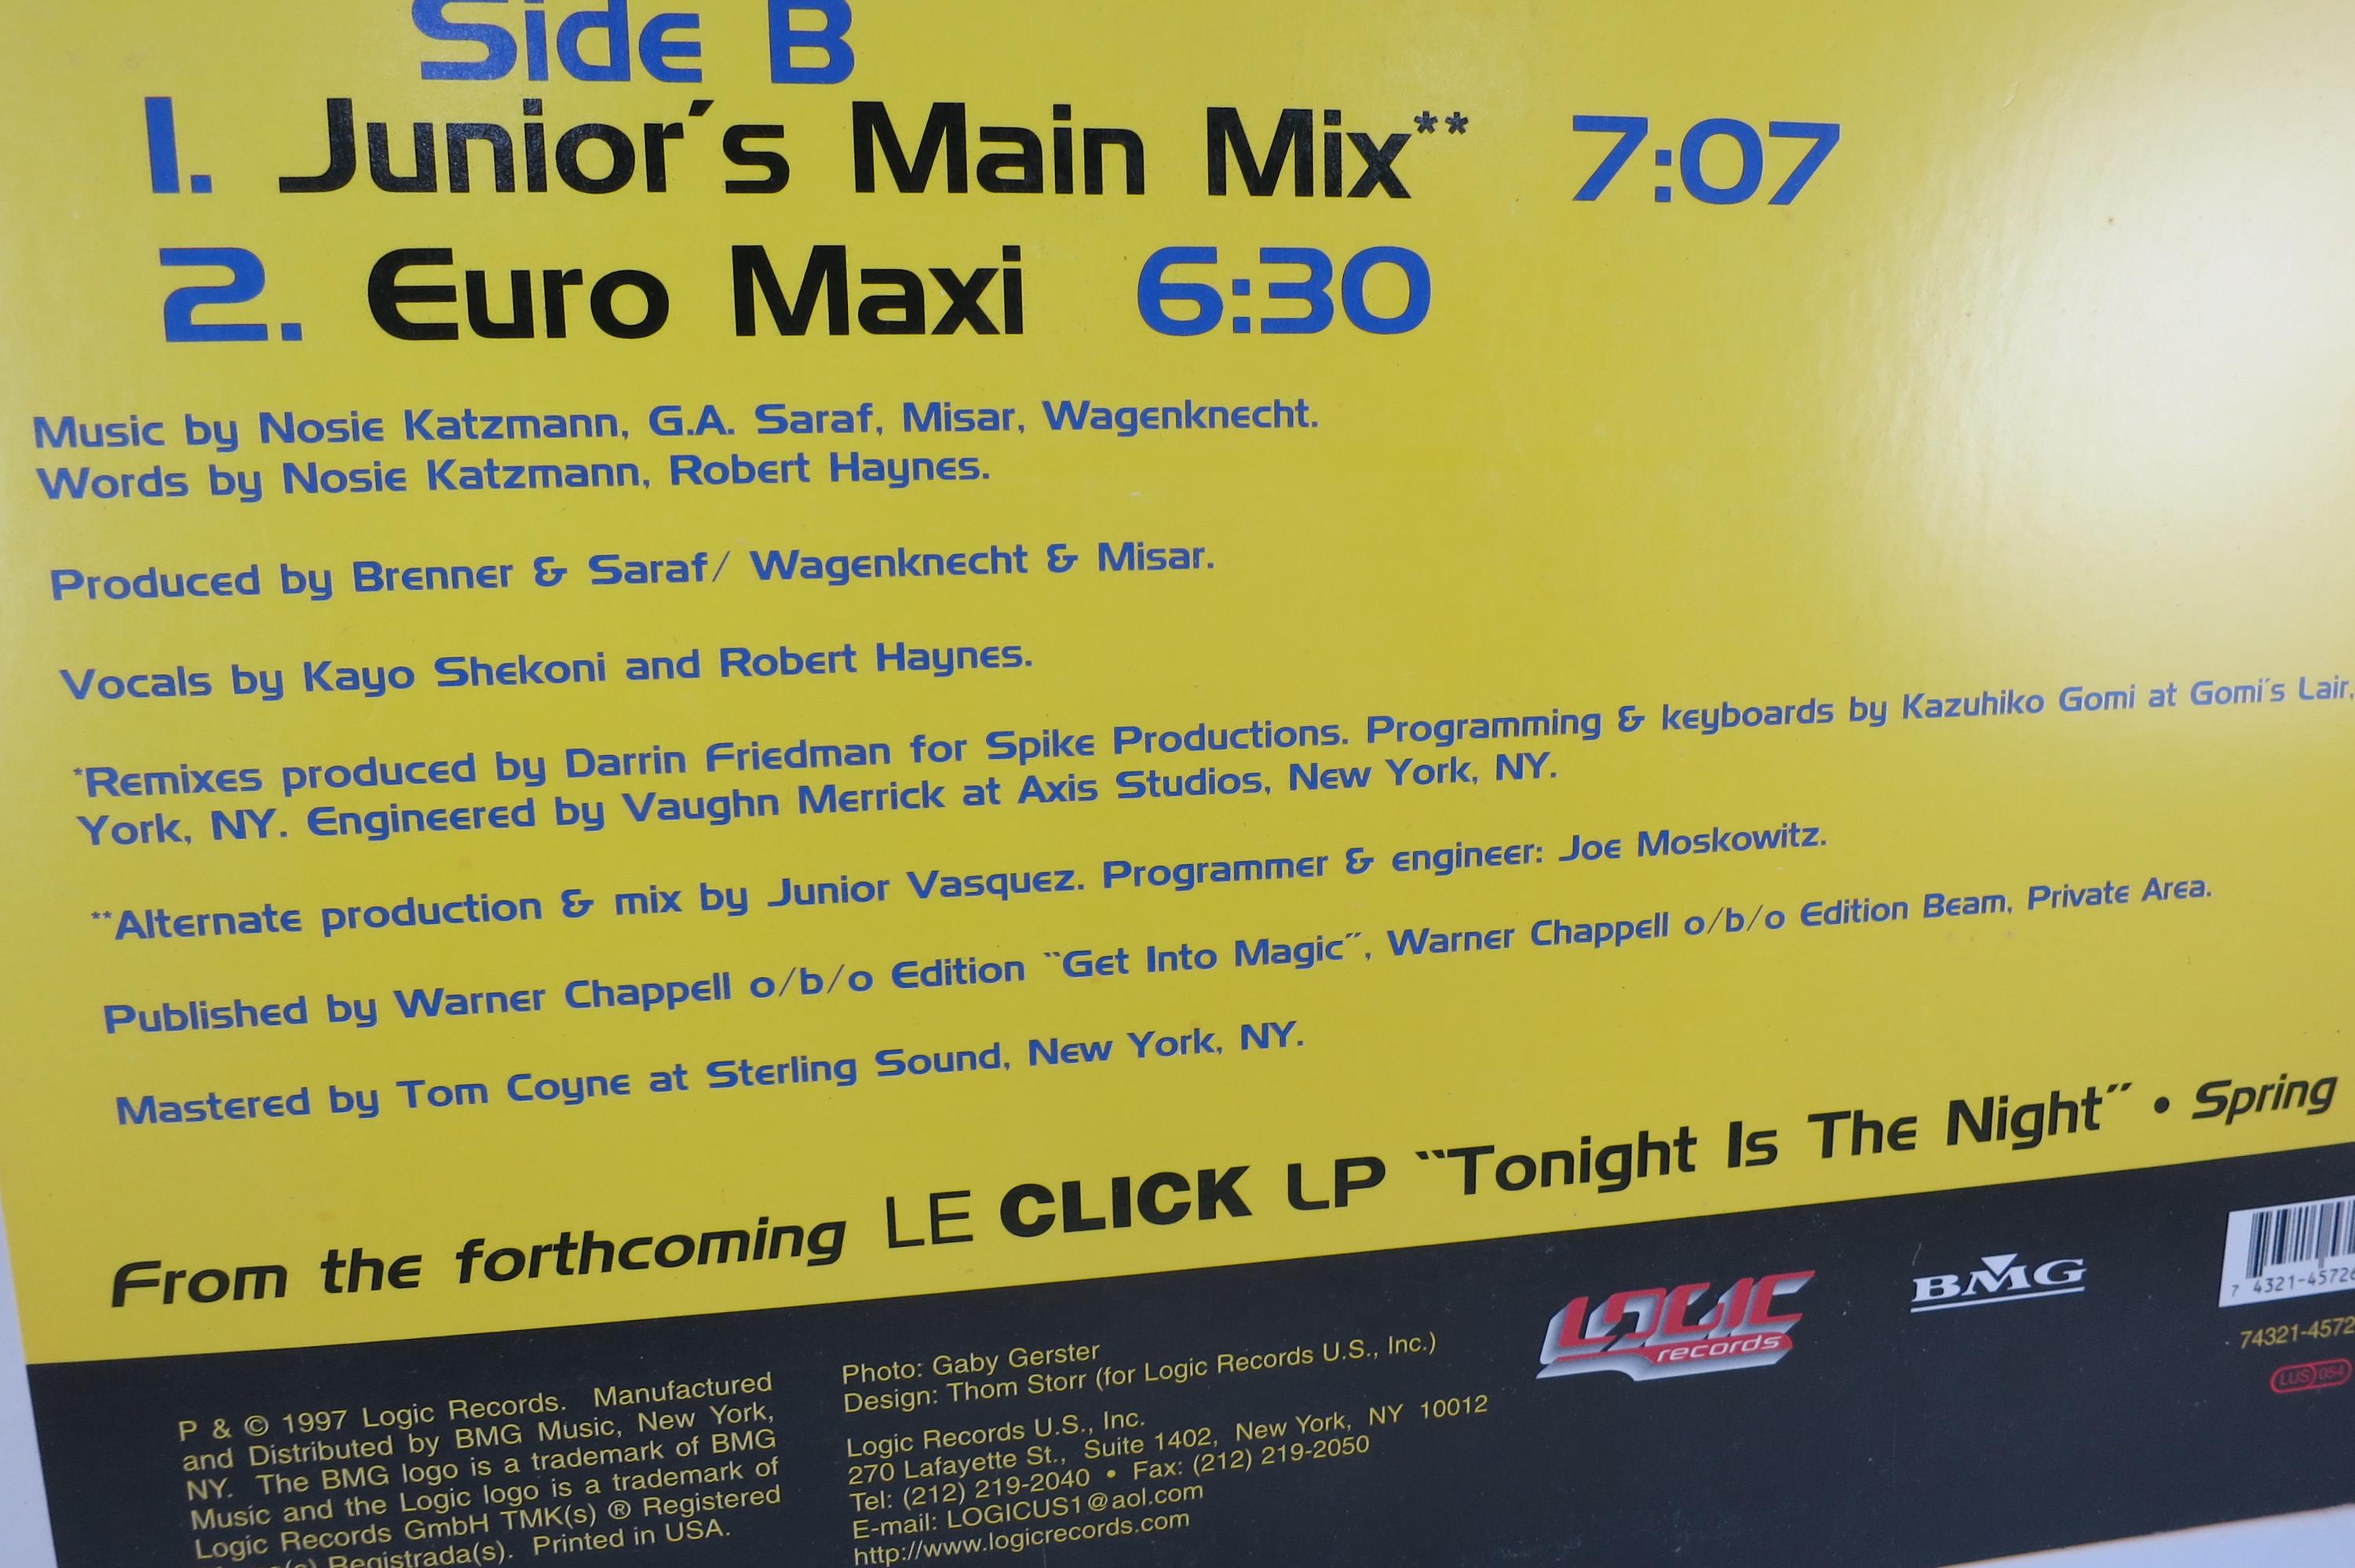 Side B
1. Junior's Main Mix** 7:07
2. Euro Maxi 6:30
Music by Nosie Katzmann, G.A. Saraf, Misar, Wagenknecht.
Words by Nosie Katzmann, Robert Haynes.
Produced by Brenner & Saraf/ Wagenknecht & Misar.
Vocals by Kayo Shekoni and Robert Haynes.
*Remixes produced by Darrin Friedman for Spike Productions. Programming & keyboards by Kazuhiko Gomi at Gomi's Lair,
York, NY. Engineered by Vaughn Merrick at Axis Studios, New York, NY.
**Alternate production & mix by Junior Vasquez. Programmer & engineer: Joe Moskowitz.
Published by Warner Chappell o/b/o Edition "Get Into Magic", Warner Chappell o/b/o Edition Beam, Private Area.
Mastered by Tom Coyne at Sterling Sound, New York, NY.
From the forthcoming LE CLICK LP "Tonight Is The Night" • Spring
P & © 1997 Logic Records. Manufactured
and Distributed by BMG Music, New York,
NY. The BMG logo is a trademark of BMG
Music and the Logic logo is a trademark of
Logic Records GmbH TMK(s) ® Registered
Registrada(s). Printed in USA.
Photo: Gaby Gerster
Design: Thom Storr (for Logic Records U.S., Inc.)
Logic Records U.S., Inc.
270 Lafayette St., Suite 1402, New York, NY 10012
Tel: (212) 219-2040 • Fax: (212) 219-2050
E-mail: LOGICUS1@aol.com
http://www.logicrecords.com
LOGIC
records
BMG
7 4321-45726
74321-4572
LUS 054